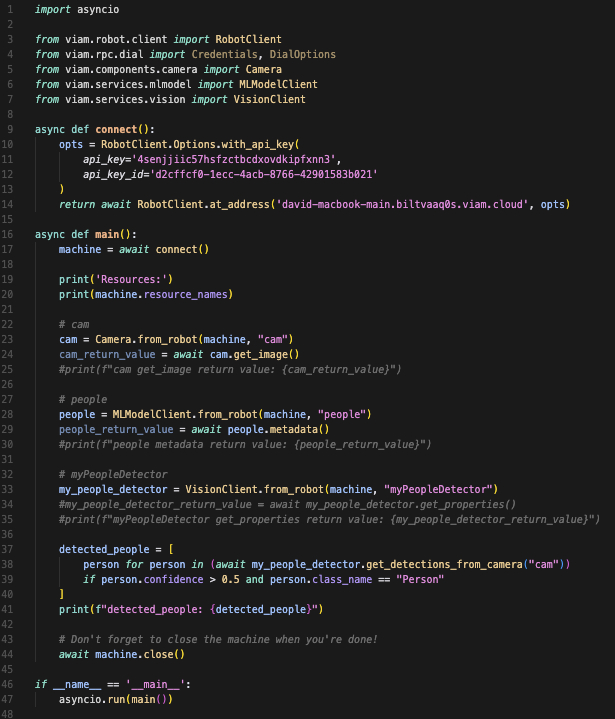 1 import asyncio
2
3 from viam.robot.client import RobotClient
4 from viam.rpc.dial import Credentials, DialOptions
5 from viam.components.camera import Camera
6 from viam.services.mlmodel import MLModelClient
7 from viam.services.vision import VisionClient
8
9 async def connect():
10     opts = RobotClient.Options.with_api_key(
11         api_key='4senjjiic57hsfzctbcdxovdkipfxnn3',
12         api_key_id='d2cffcf0-1ecc-4acb-8766-42901583b021'
13     )
14     return await RobotClient.at_address('david-macbook-main.biltvaaq0s.viam.cloud', opts)
15
16 async def main():
17     machine = await connect()
18
19     print('Resources:')
20     print(machine.resource_names)
21
22     # cam
23     cam = Camera.from_robot(machine, "cam")
24     cam_return_value = await cam.get_image()
25     #print(f"cam get_image return value: {cam_return_value}")
26
27     # people
28     people = MLModelClient.from_robot(machine, "people")
29     people_return_value = await people.metadata()
30     #print(f"people metadata return value: {people_return_value}")
31
32     # myPeopleDetector
33     my_people_detector = VisionClient.from_robot(machine, "myPeopleDetector")
34     #my_people_detector_return_value = await my_people_detector.get_properties()
35     #print(f"myPeopleDetector get_properties return value: {my_people_detector_return_value}")
36
37     detected_people = [
38         person for person in (await my_people_detector.get_detections_from_camera("cam"))
39         if person.confidence > 0.5 and person.class_name == "Person"
40     ]
41     print(f"detected_people: {detected_people}")
42
43     # Don't forget to close the machine when you're done!
44     await machine.close()
45
46 if __name__ == '__main__':
47     asyncio.run(main())
48